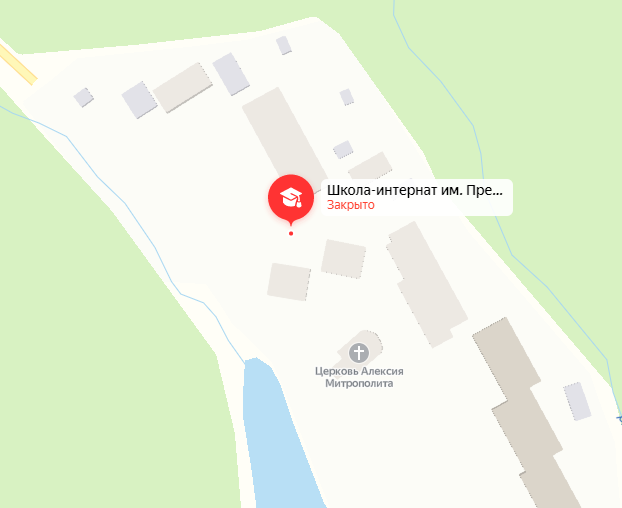 Школа-интернат им. Пре...
Закрыто
Церковь Алексия
Митрополита